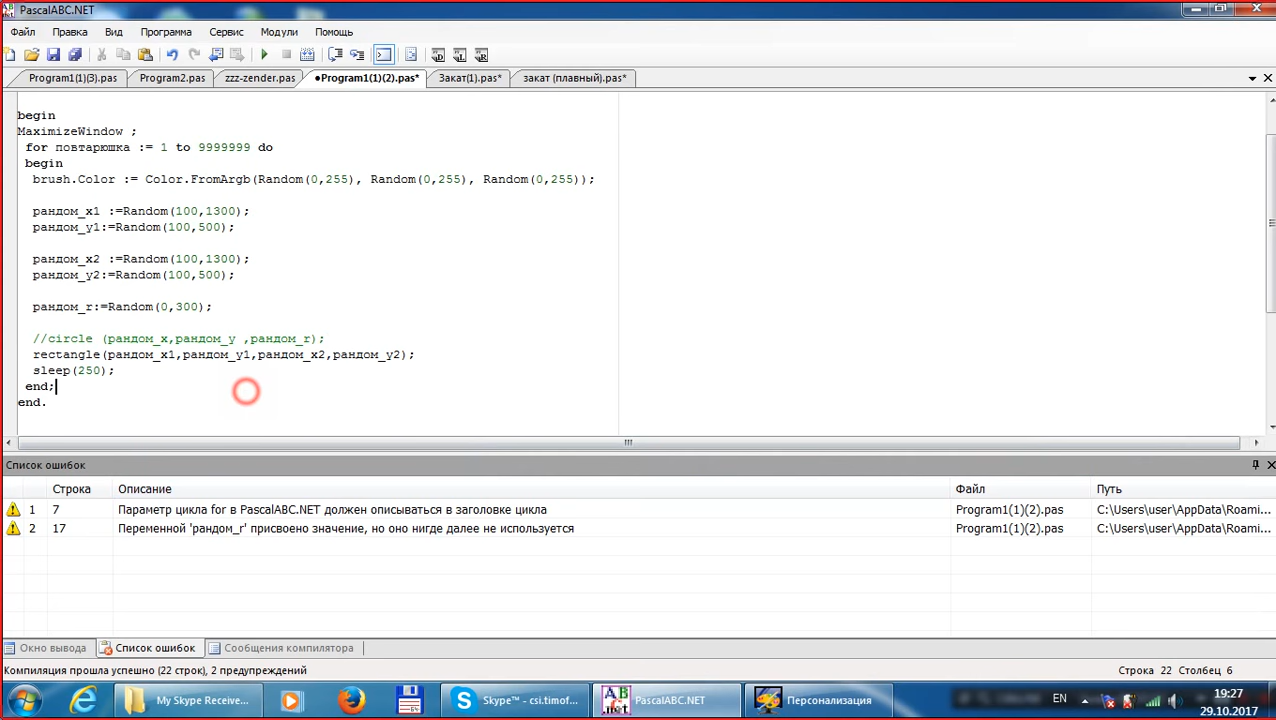 PascalABC.NET
Файл Правка Вид Программа Сервис Модули Помощь
Program1(1)(3).pas Program2.pas zzz-zender.pas •Program1(1)(2).pas* Закат(1).pas* закат (плавный).pas*
begin
MaximizeWindow ;
for повтарюшка := 1 to 9999999 do
begin
brush.Color := Color.FromArgb(Random(0,255), Random(0,255), Random(0,255));
рандом_x1 :=Random(100,1300);
рандом_y1:=Random(100,500);
рандом_x2 :=Random(100,1300);
рандом_y2:=Random(100,500);
рандом_r:=Random(0,300);
//circle (рандом_x,рандом_y ,рандом_r);
rectangle(рандом_x1,рандом_y1,рандом_x2,рандом_y2);
sleep(250);
end;
end.
Список ошибок
Строка Описание Файл Путь
1 7 Параметр цикла for в PascalABC.NET должен описываться в заголовке цикла Program1(1)(2).pas C:\Users\user\AppData\Roami...
2 17 Переменной 'рандом_r' присвоено значение, но оно нигде далее не используется Program1(1)(2).pas C:\Users\user\AppData\Roami...
Окно вывода Список ошибок Сообщения компилятора
Компиляция прошла успешно (22 строк), 2 предупреждений Строка 22 Столбец 6
My Skype Receive... Skype™ - csi.timof... PascalABC.NET Персонализация EN 19:27
29.10.2017